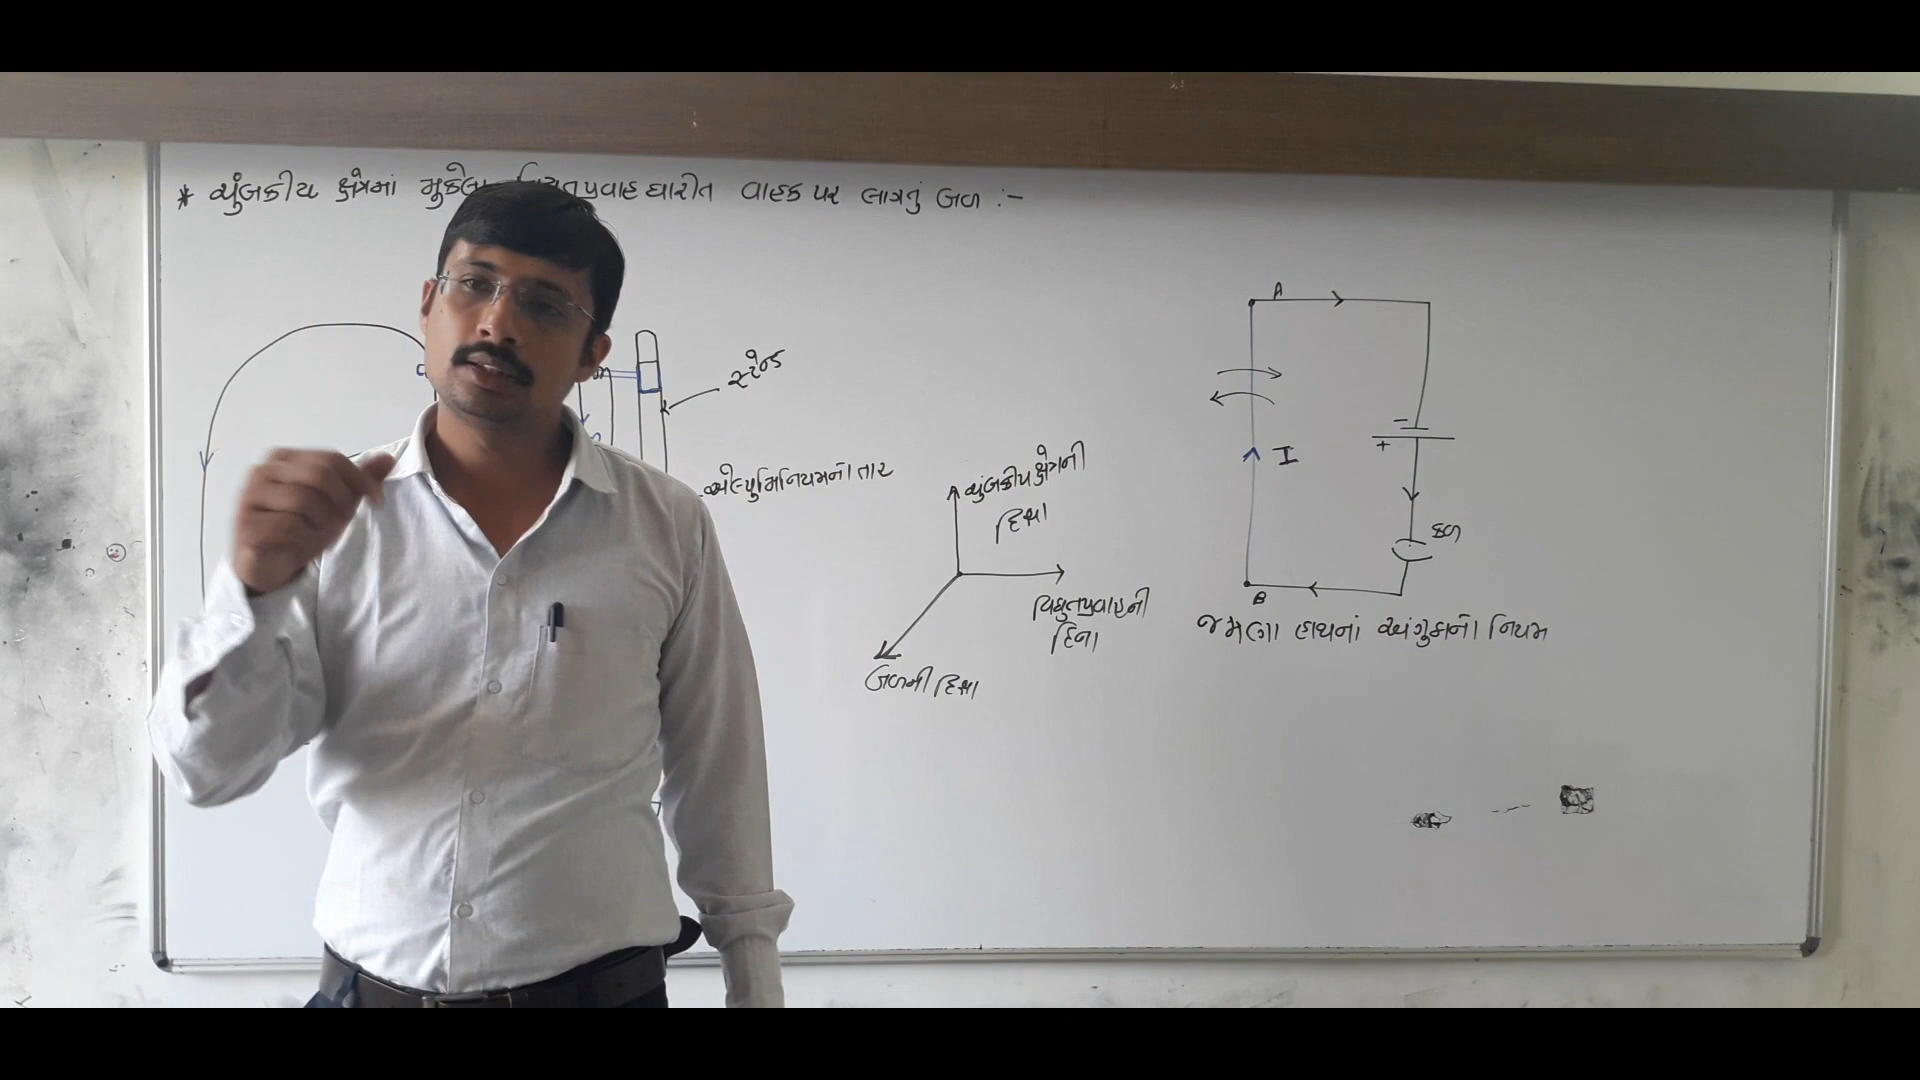 * ચુંબકીય ક્ષેત્રમાં મૂકેલા વિદ્યુતપ્રવાહ ધારીત વાહક પર લાગતું બળ :-
સ્ટેન્ડ
એલ્યુમિનિયમનો તાર
ચુંબકીય ક્ષેત્રની
દિશા
વિદ્યુતપ્રવાહની
દિશા
બળની દિશા
A
I
-
+
કળ
B
જમણા હાથનાં અંગુઠાનો નિયમ